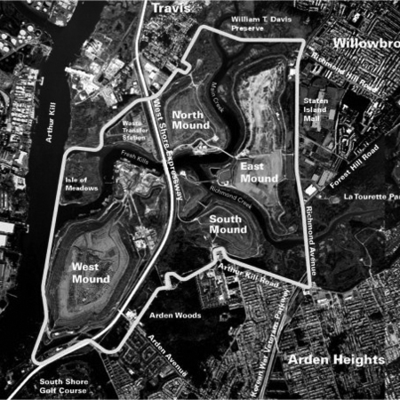 Travis
William T. Davis
Preserve
Willowbro
Richmond Hill Road
Arthur Kill
Main Creek
North
Mound
Staten
Island
Mall
Waste
Transfer
Station
West Shore Expressway
Fresh Kills
Forest Hill Road
East
Mound
Isle of
Meadows
Richmond Creek
La Tourette Pa
South
Mound
Richmond Avenue
West
Mound
Arthur Kill Road
Arden Woods
Korean War Veterans Parkway
Arden Avenue
Arden Heights
South Shore
Golf Course